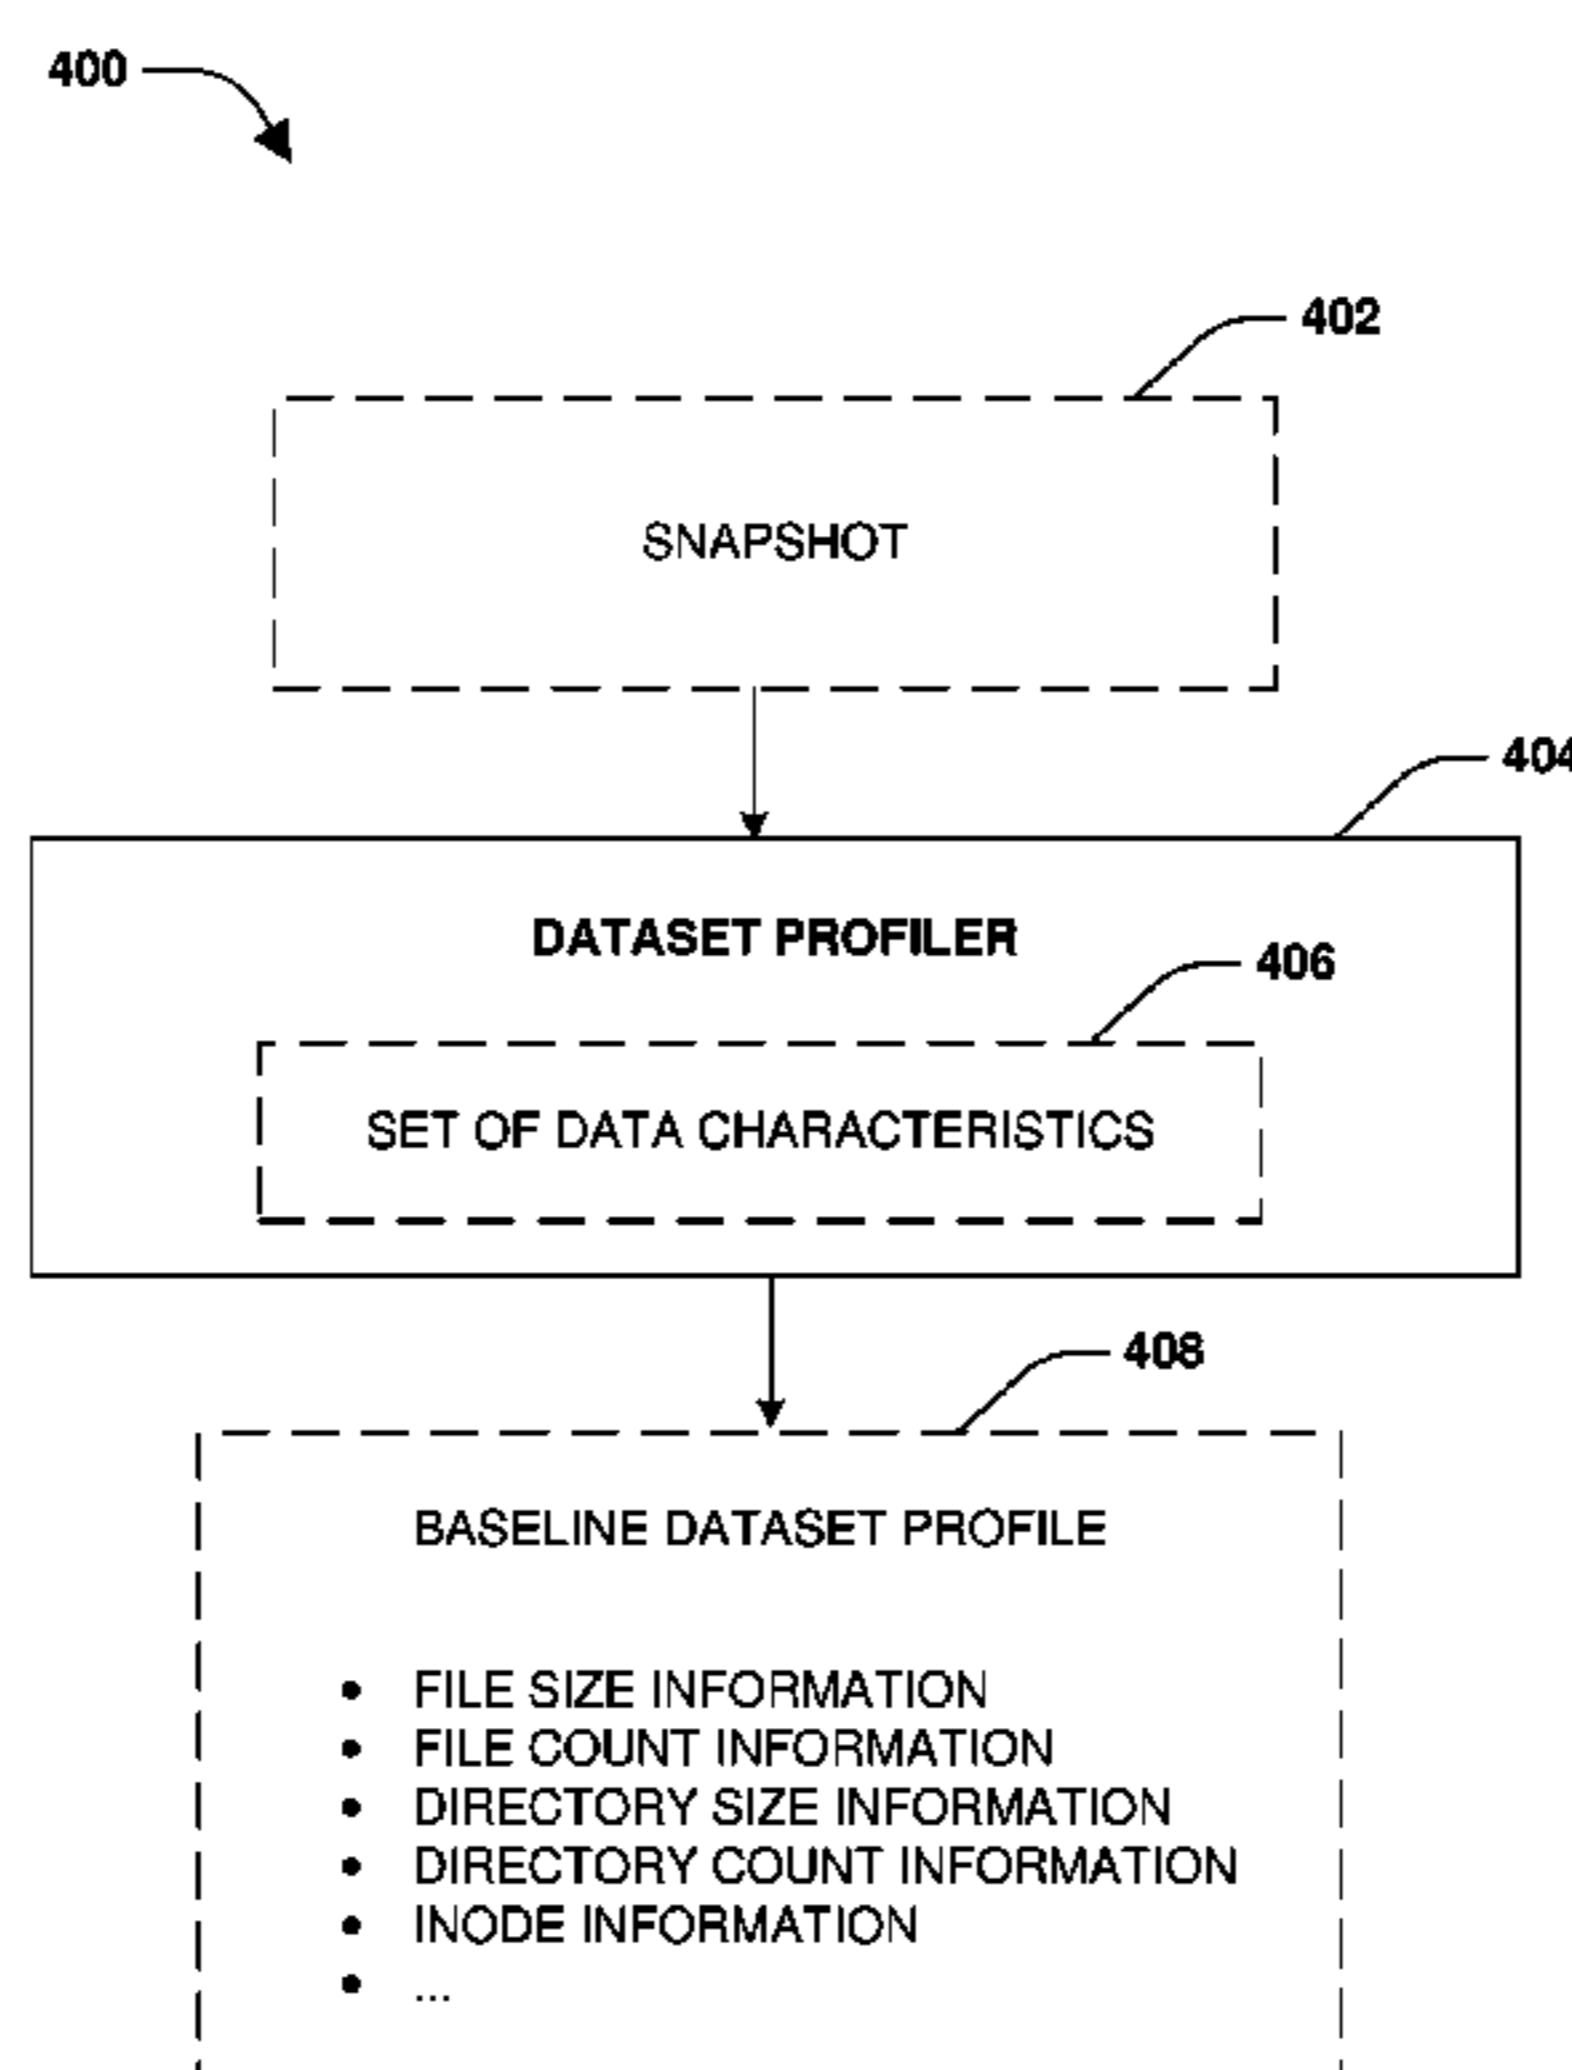 400
402
SNAPSHOT
404
DATASET PROFILER
406
SET OF DATA CHARACTERISTICS
408
BASELINE DATASET PROFILE
• FILE SIZE INFORMATION
• FILE COUNT INFORMATION
• DIRECTORY SIZE INFORMATION
• DIRECTORY COUNT INFORMATION
• INODE INFORMATION
• ...